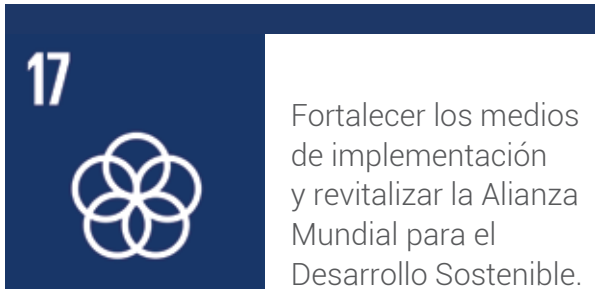 17
Fortalecer los medios
de implementación
y revitalizar la Alianza
Mundial para el
Desarrollo Sostenible.